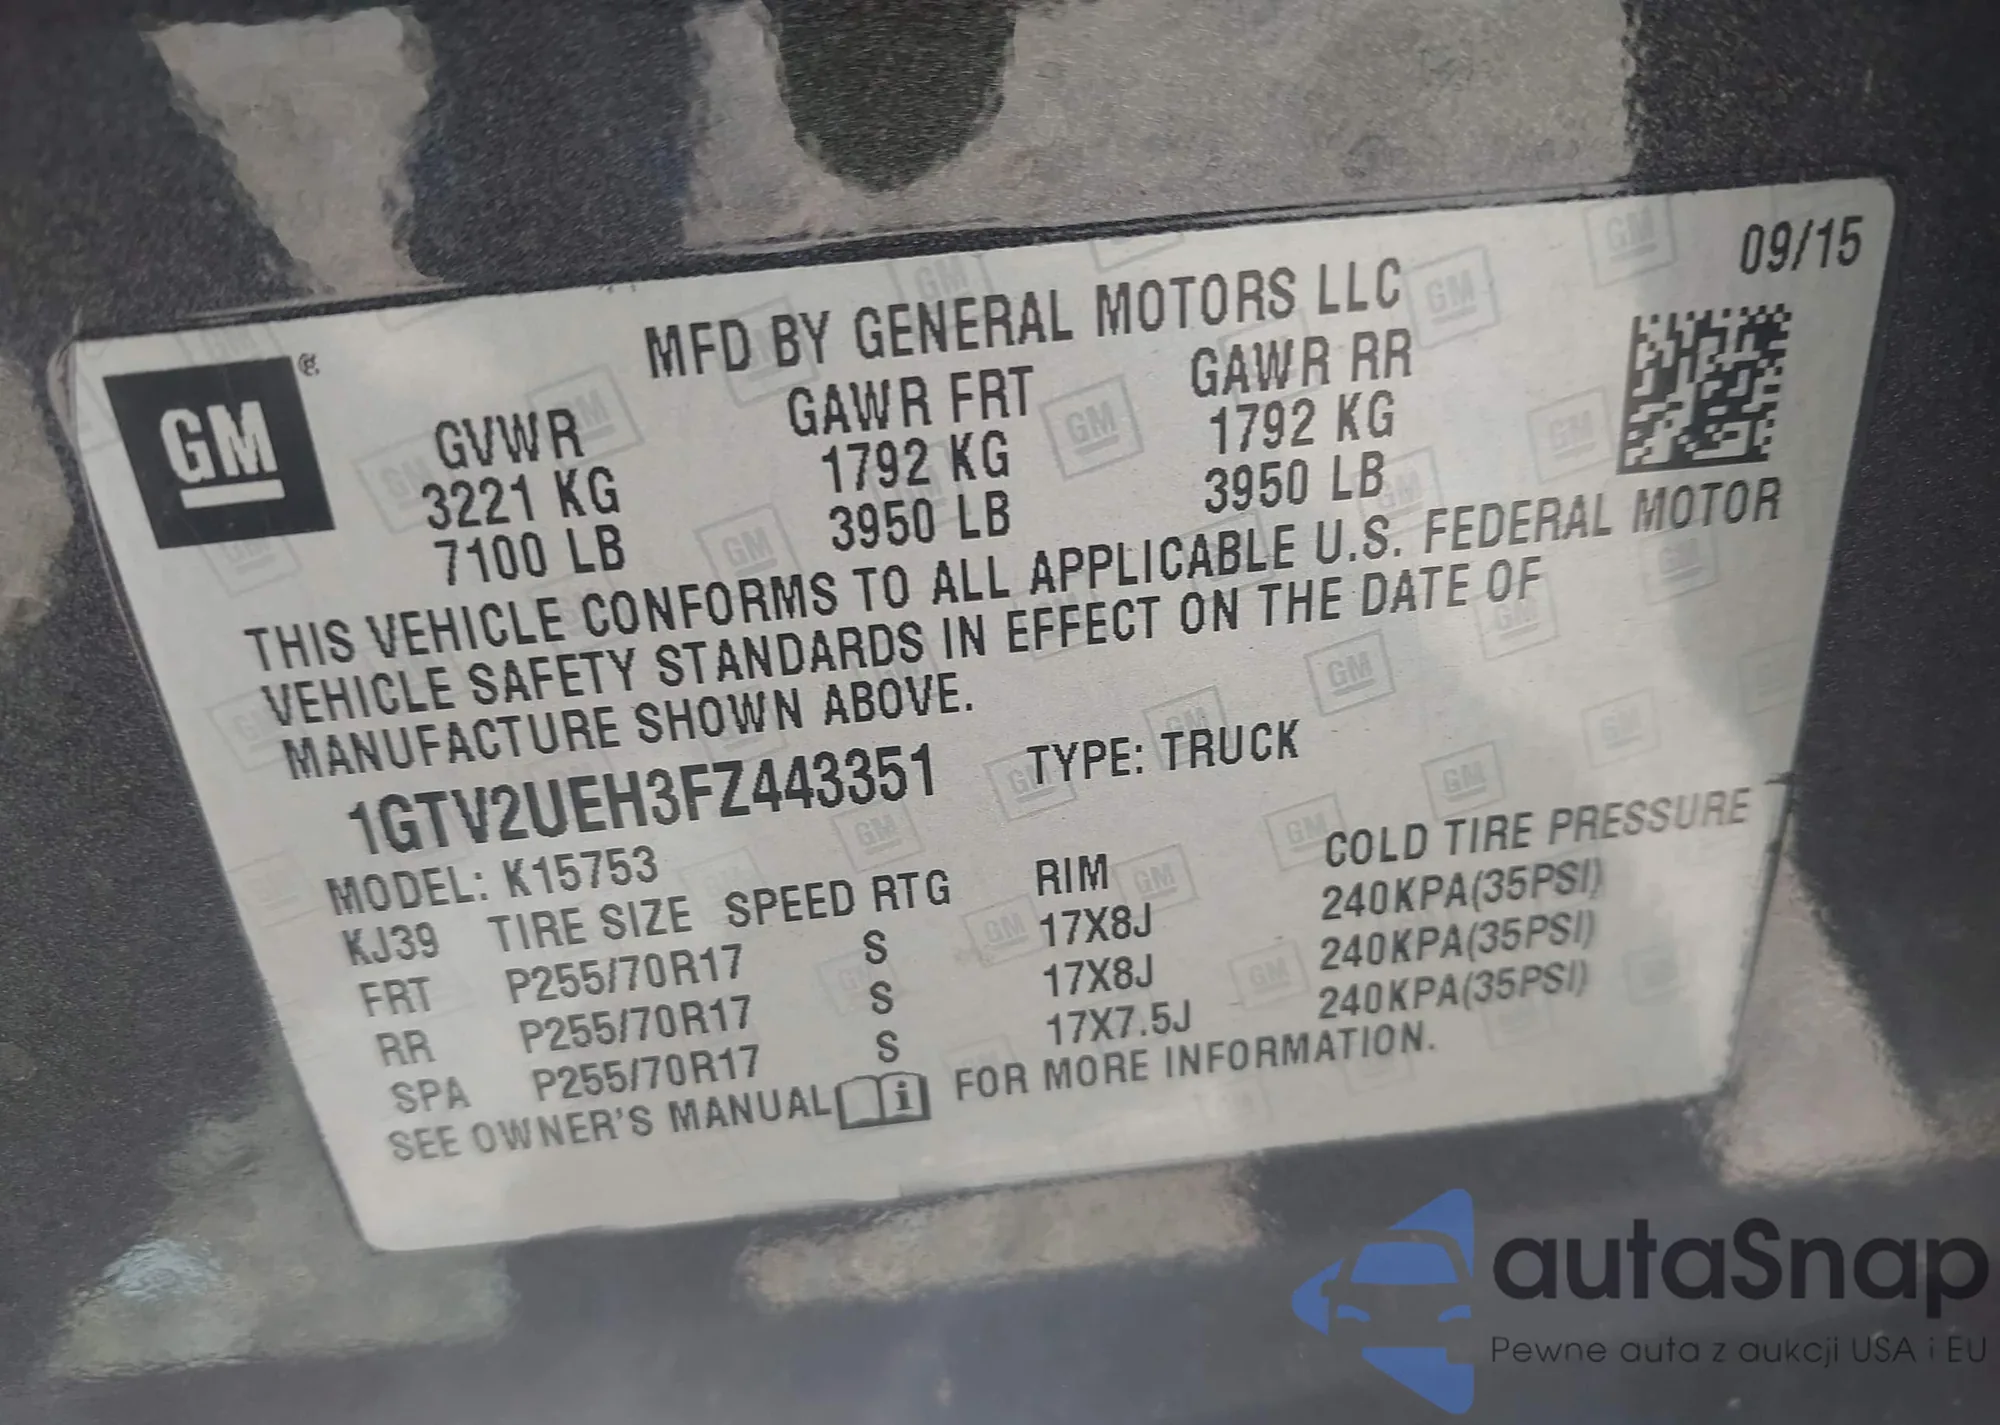 09/15
MFD BY GENERAL MOTORS LLC
GM®
GVWR GAWR FRT GAWR RR
3221 KG 1792 KG 1792 KG
7100 LB 3950 LB 3950 LB
THIS VEHICLE CONFORMS TO ALL APPLICABLE U.S. FEDERAL MOTOR
VEHICLE SAFETY STANDARDS IN EFFECT ON THE DATE OF
MANUFACTURE SHOWN ABOVE.
1GTV2UEH3FZ443351 TYPE: TRUCK
MODEL: K15753
KJ39 TIRE SIZE SPEED RTG RIM COLD TIRE PRESSURE
FRT P255/70R17 S 17X8J 240KPA(35PSI)
RR P255/70R17 S 17X8J 240KPA(35PSI)
SPA P255/70R17 S 17X7.5J 240KPA(35PSI)
SEE OWNER'S MANUAL i FOR MORE INFORMATION.
autaSnap
Pewne auta z aukcji USA i EU